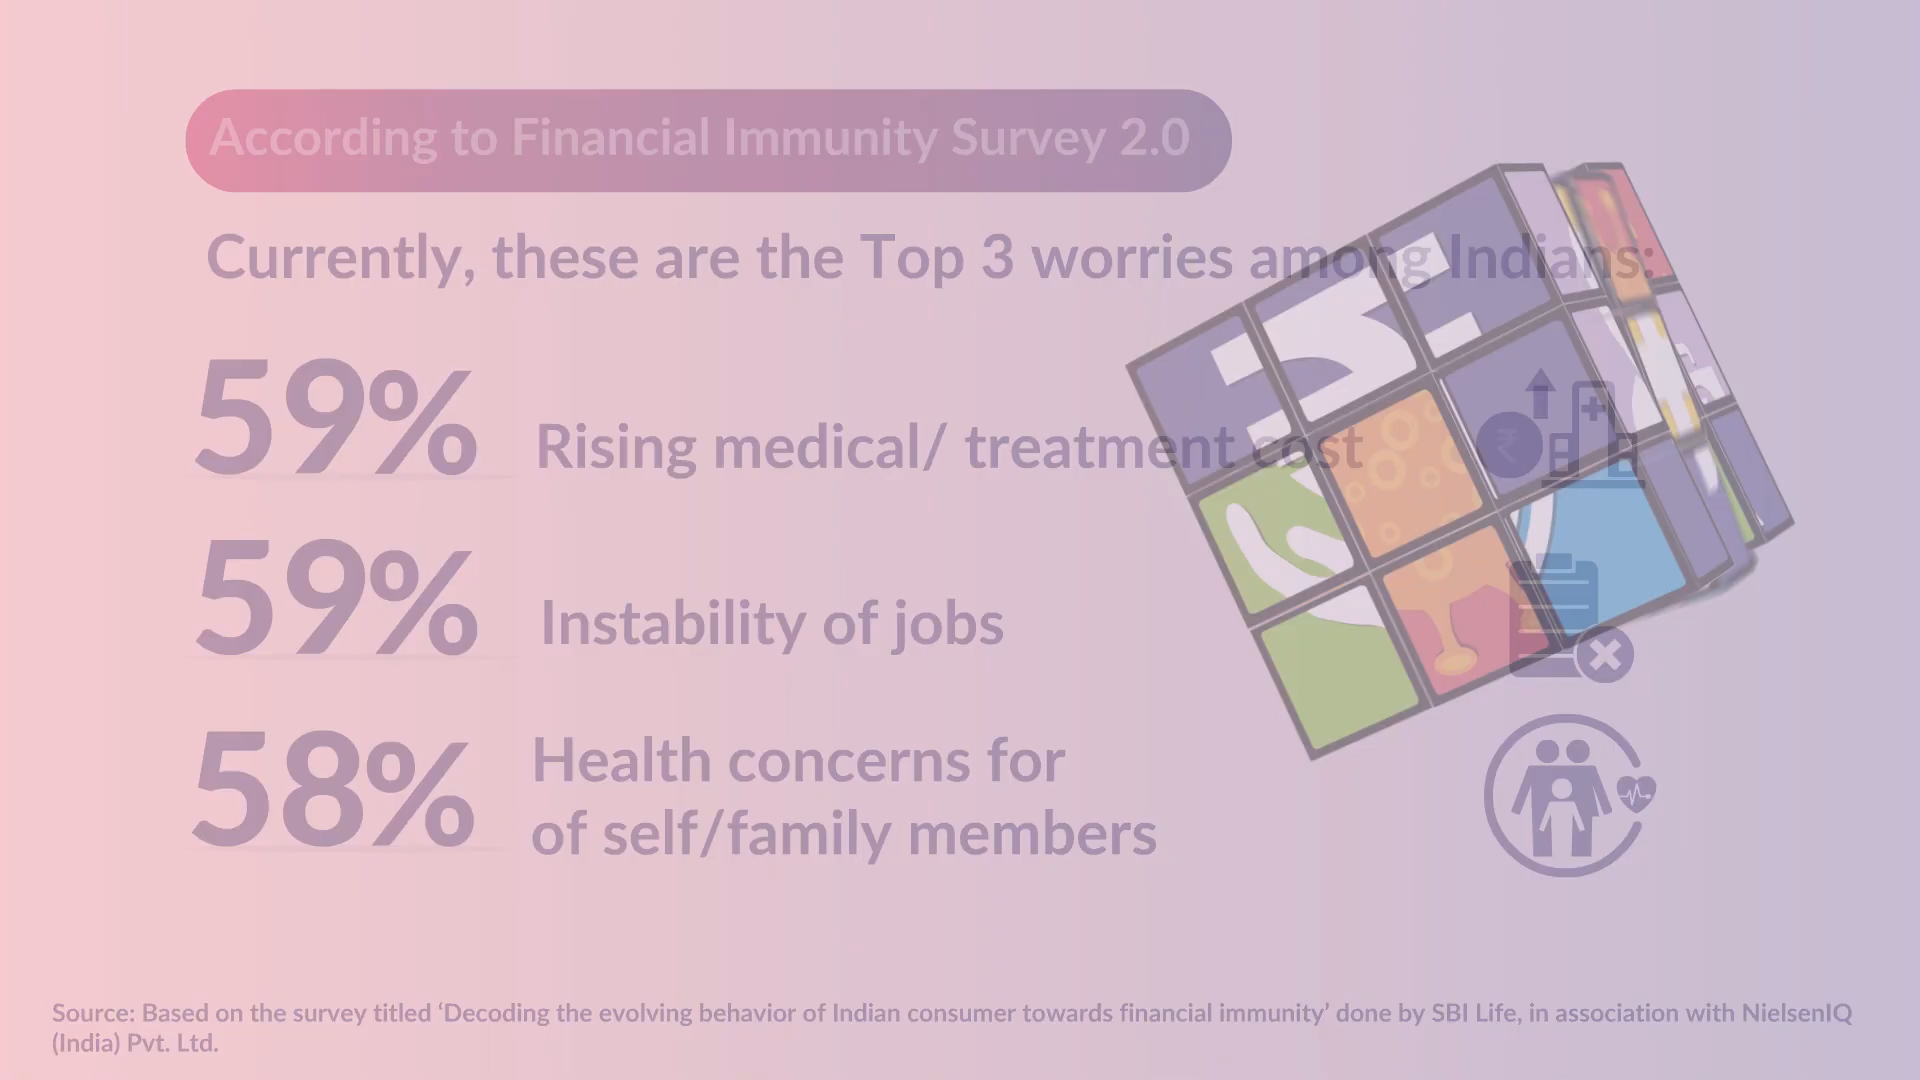 According to Financial Immunity Survey 2.0
Currently, these are the Top 3 worries among Indians:
59% Rising medical/ treatment cost
59% Instability of jobs
58% Health concerns for
of self/family members
Source: Based on the survey titled ‘Decoding the evolving behavior of Indian consumer towards financial immunity’ done by SBI Life, in association with NielsenIQ
(India) Pvt. Ltd.